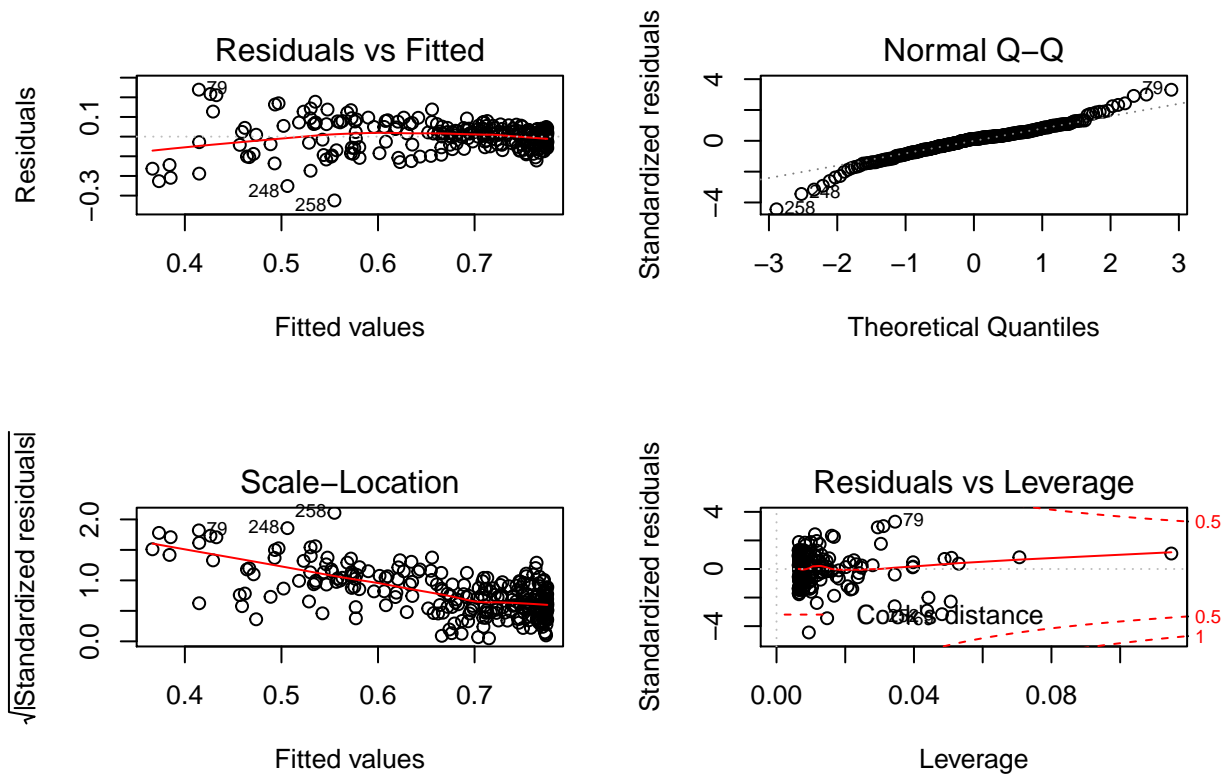 Residuals vs Fitted
Residuals
0.1
−0.3
79
248
258
0.4 0.5 0.6 0.7
Fitted values
Normal Q−Q
Standardized residuals
4
0
−4
79
248
258
−3 −2 −1 0 1 2 3
Theoretical Quantiles
Scale−Location
√|Standardized residuals|
2.0
1.0
0.0
79
248
258
0.4 0.5 0.6 0.7
Fitted values
Residuals vs Leverage
Standardized residuals
4
0
−4
79
Cook's distance
0.5
0.5
1
0.00 0.04 0.08
Leverage